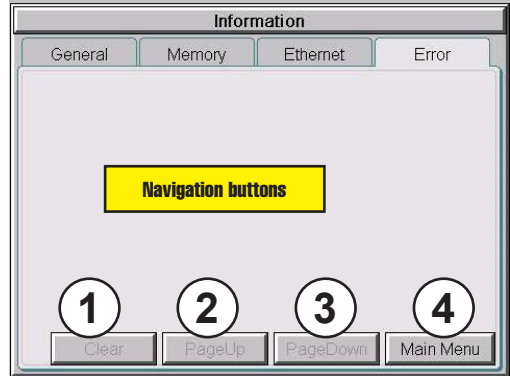 Information
General Memory Ethernet Error
Navigation buttons
1 2 3 4
Clear PageUp PageDown Main Menu